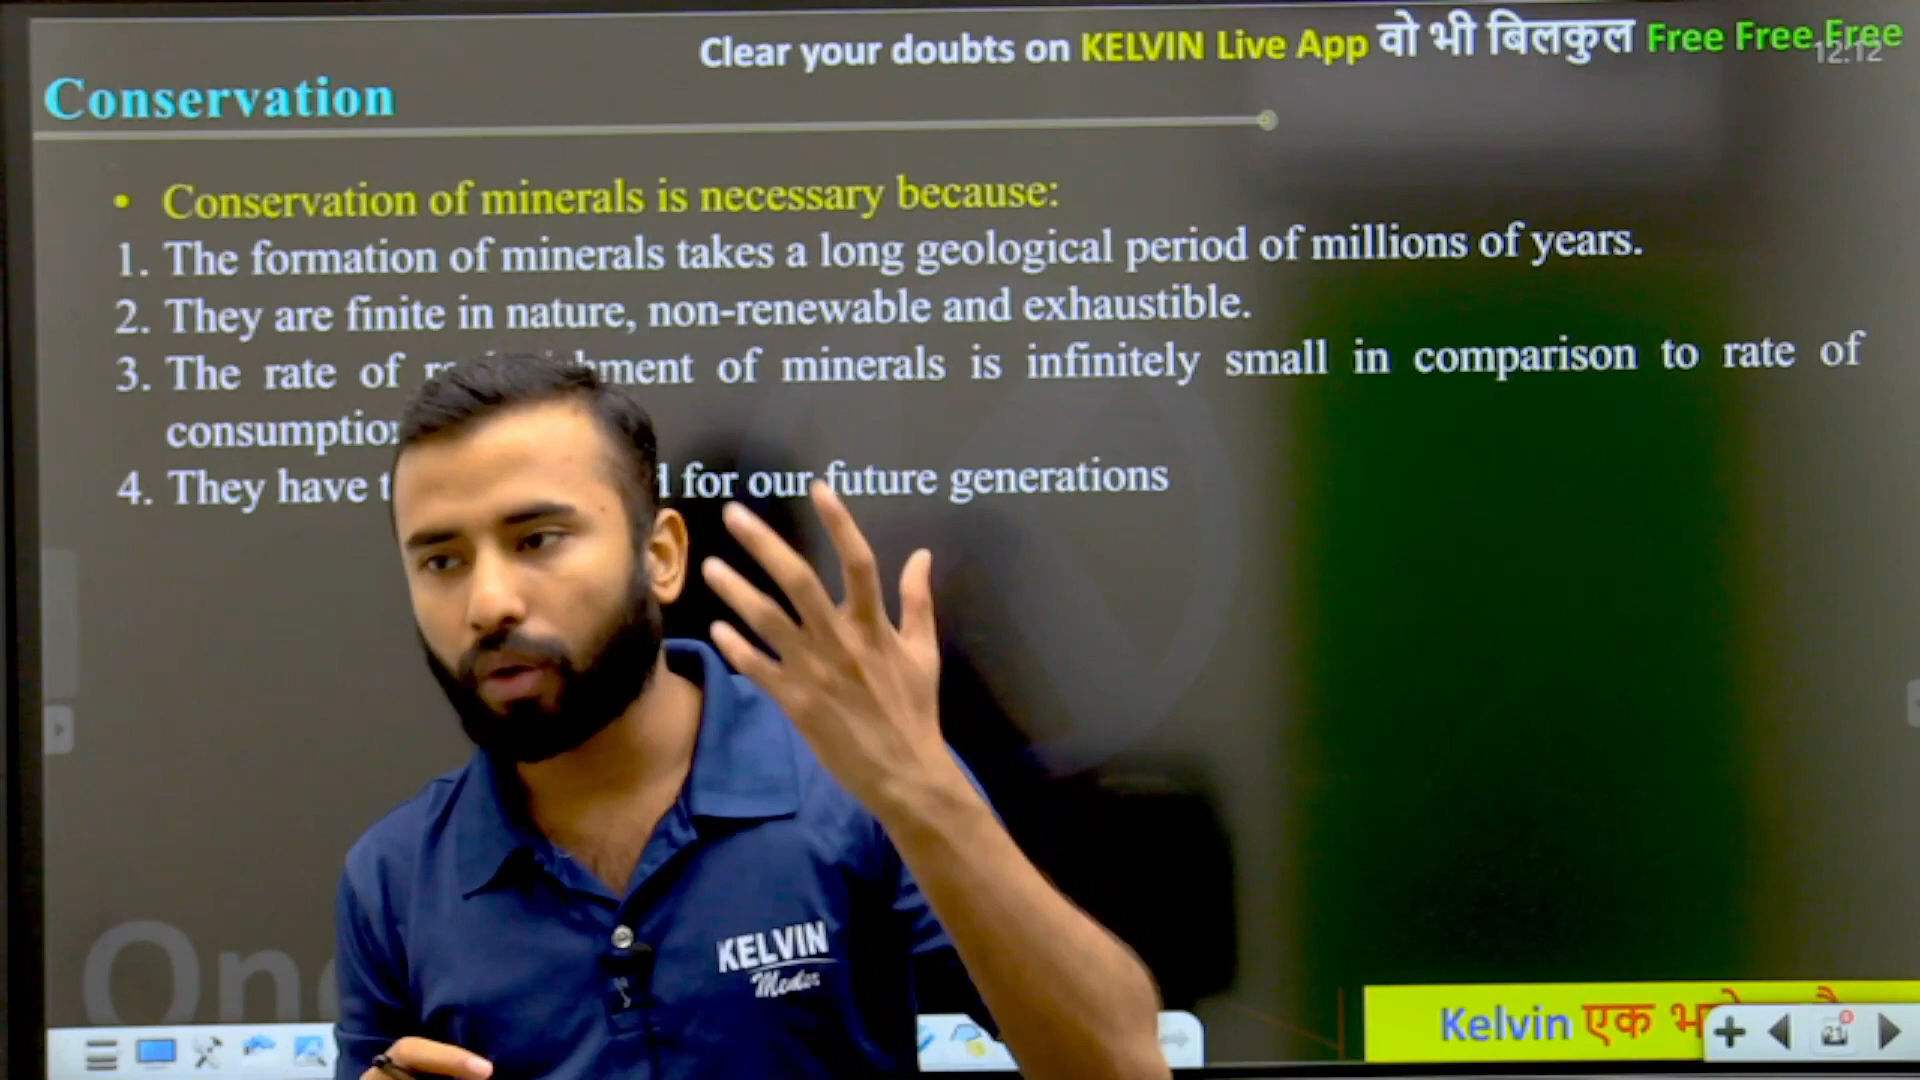 Clear your doubts on KELVIN Live App वो भी बिलकुल Free Free Free
12:12
Conservation
• Conservation of minerals is necessary because:
1. The formation of minerals takes a long geological period of millions of years.
2. They are finite in nature, non-renewable and exhaustible.
3. The rate of of minerals is infinitely small in comparison to rate of
4. They have for our future generations
KELVIN
Mentor
Kelvin एक
21